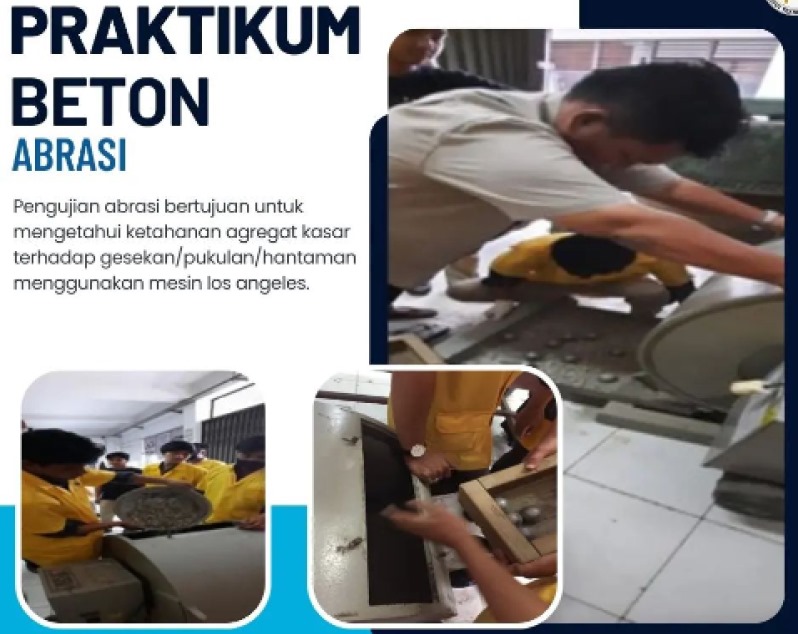 PRAKTIKUM
BETON
ABRASI
Pengujian abrasi bertujuan untuk
mengetahui ketahanan agregat kasar
terhadap gesekan/pukulan/hantaman
menggunakan mesin los angeles.